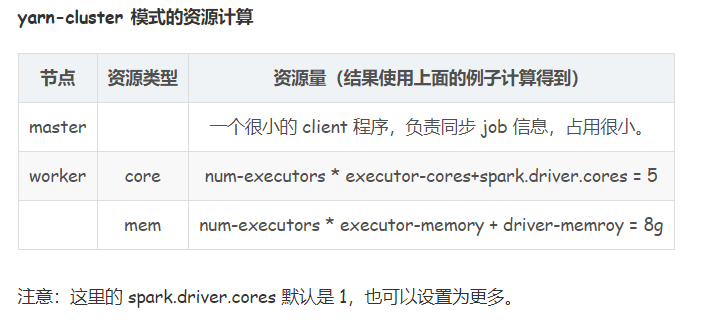 yarn-cluster 模式的资源计算
节点 资源类型 资源量（结果使用上面的例子计算得到）
master 一个很小的 client 程序，负责同步 job 信息，占用很小。
worker core num-executors * executor-cores+spark.driver.cores = 5
mem num-executors * executor-memory + driver-memroy = 8g
注意：这里的 spark.driver.cores 默认是 1，也可以设置为更多。